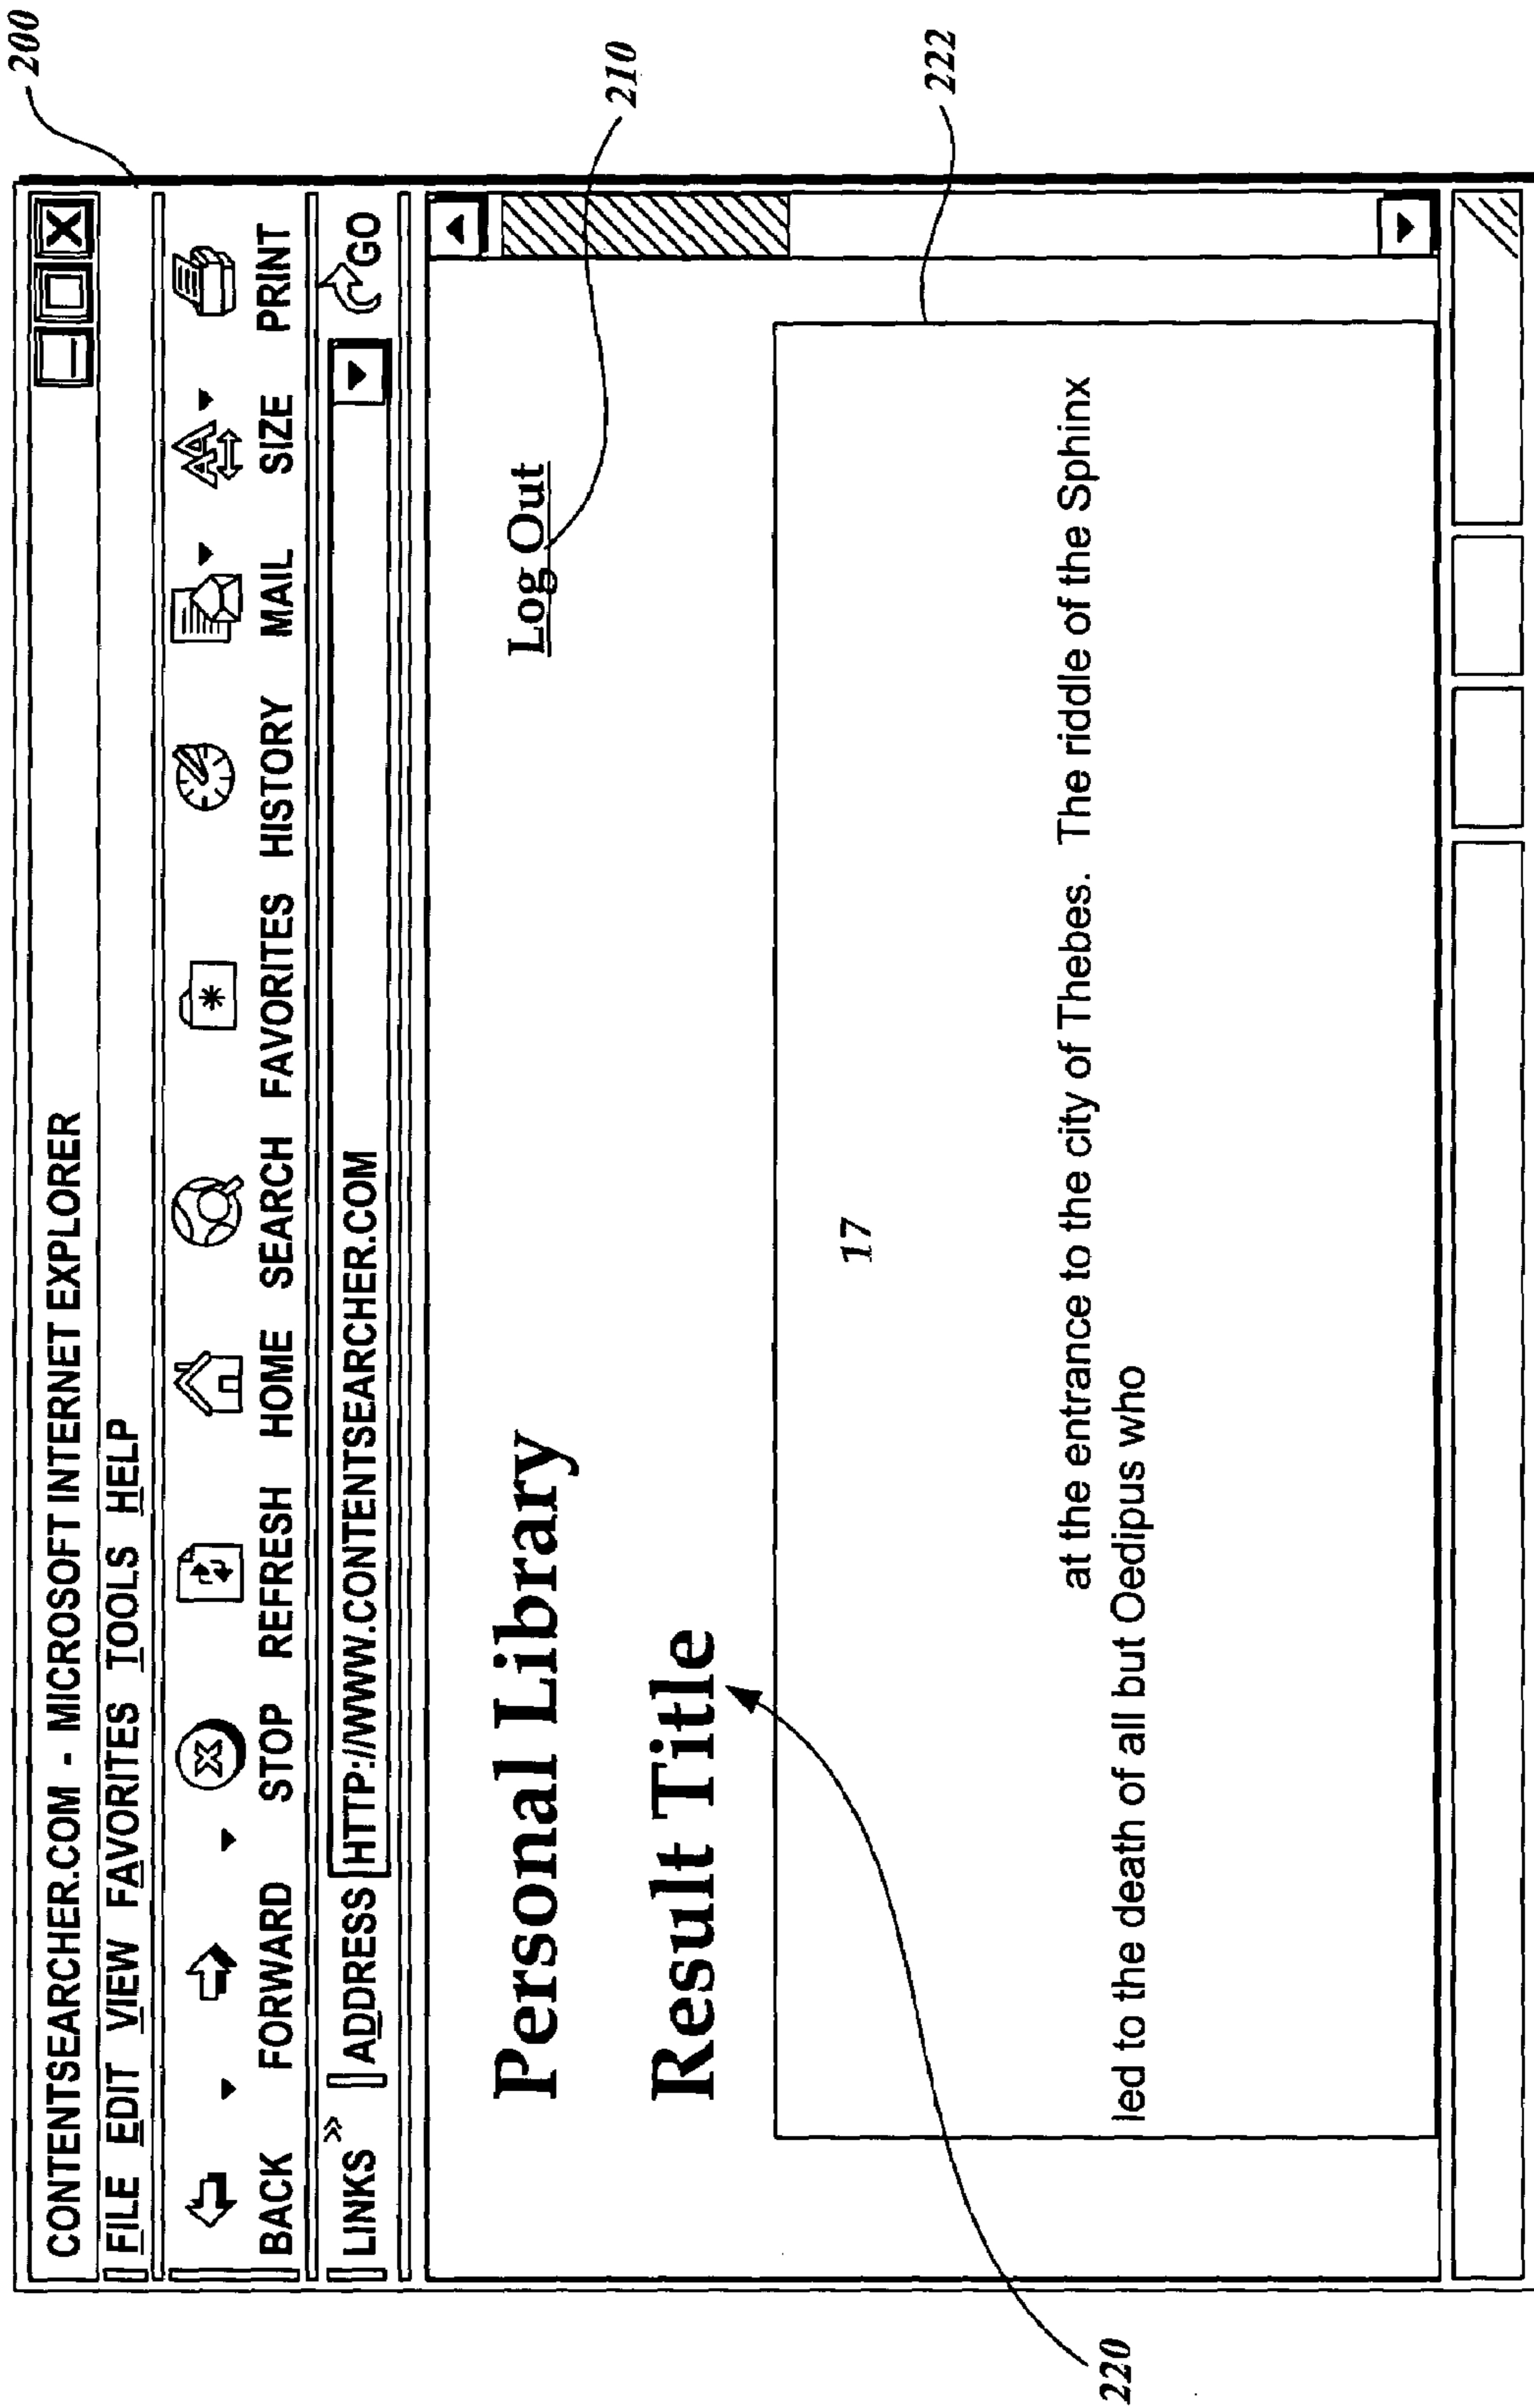 200
CONTENTSEARCHER.COM - MICROSOFT INTERNET EXPLORER
FILE EDIT VIEW FAVORITES TOOLS HELP
BACK FORWARD STOP REFRESH HOME SEARCH FAVORITES HISTORY MAIL SIZE PRINT
LINKS » ADDRESS HTTP://WWW.CONTENTSEARCHER.COM GO
Personal Library
Log Out
210
Result Title
220
222
17
at the entrance to the city of Thebes. The riddle of the Sphinx
led to the death of all but Oedipus who